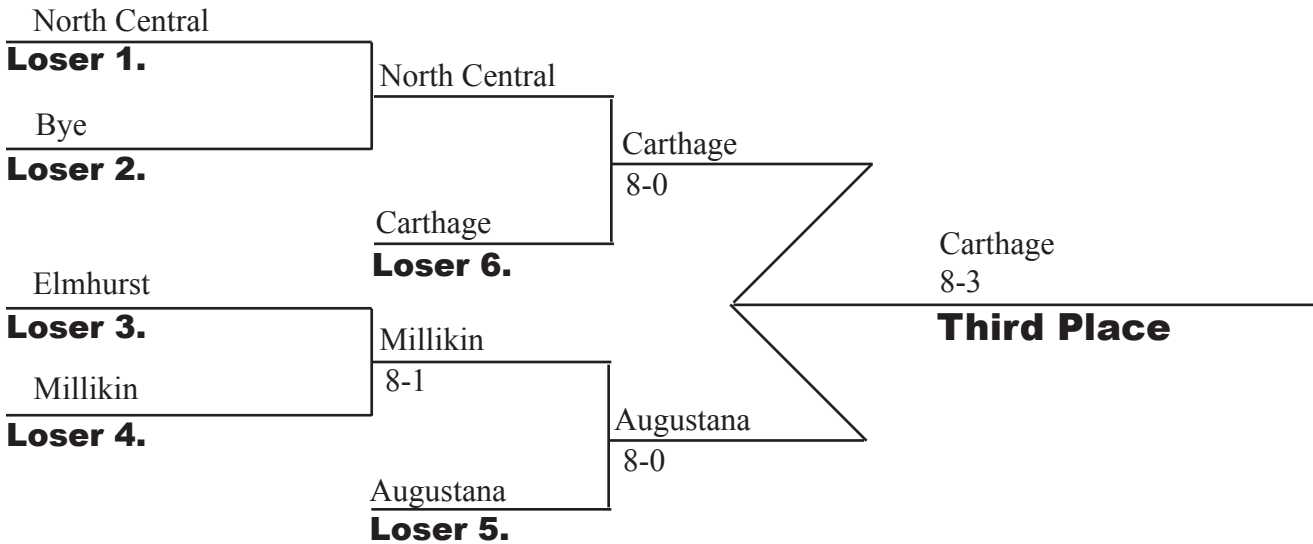 North Central
Loser 1.
North Central
Bye
Loser 2.
Carthage
8-0
Carthage
Loser 6.
Carthage
8-3
Third Place
Elmhurst
Loser 3.
Millikin
8-1
Millikin
Loser 4.
Augustana
8-0
Augustana
Loser 5.